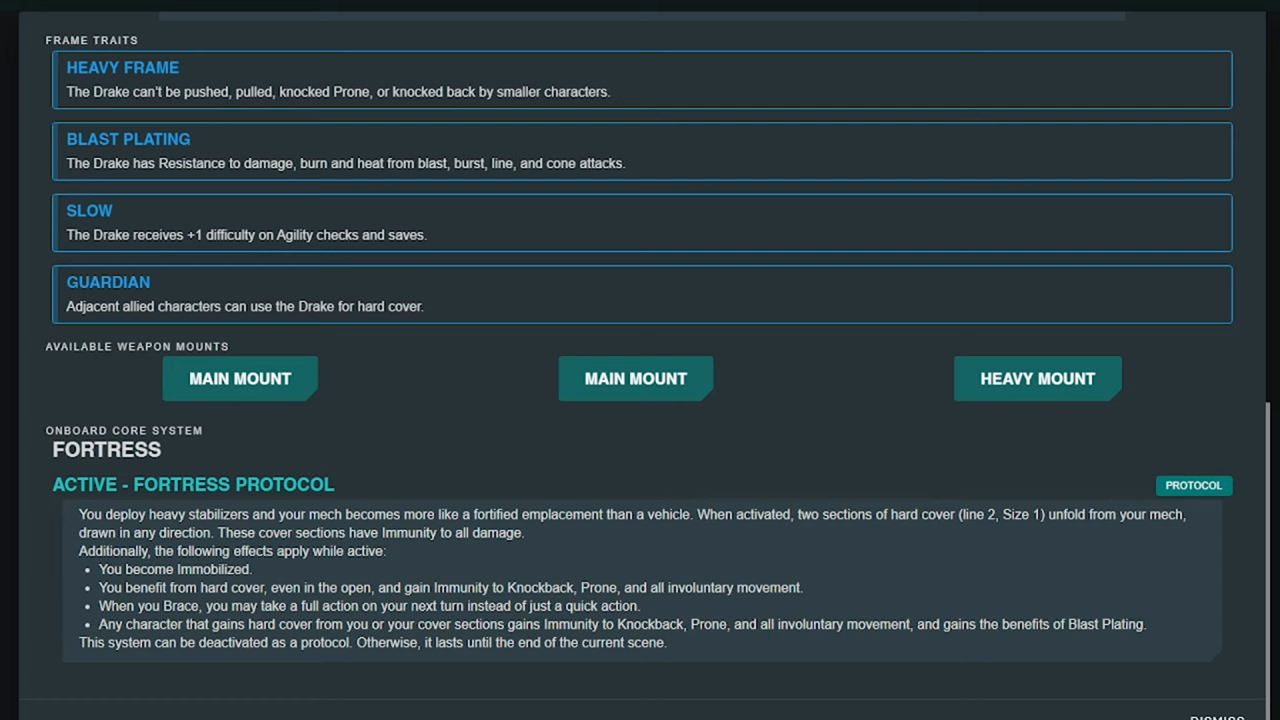 FRAME TRAITS
HEAVY FRAME
The Drake can't be pushed, pulled, knocked Prone, or knocked back by smaller characters.
BLAST PLATING
The Drake has Resistance to damage, burn and heat from blast, burst, line, and cone attacks.
SLOW
The Drake receives +1 difficulty on Agility checks and saves.
GUARDIAN
Adjacent allied characters can use the Drake for hard cover.
AVAILABLE WEAPON MOUNTS
MAIN MOUNT MAIN MOUNT HEAVY MOUNT
ONBOARD CORE SYSTEM
FORTRESS
ACTIVE - FORTRESS PROTOCOL PROTOCOL
You deploy heavy stabilizers and your mech becomes more like a fortified emplacement than a vehicle. When activated, two sections of hard cover (line 2, Size 1) unfold from your mech,
drawn in any direction. These cover sections have Immunity to all damage.
Additionally, the following effects apply while active:
• You become Immobilized.
• You benefit from hard cover, even in the open, and gain Immunity to Knockback, Prone, and all involuntary movement.
• When you Brace, you may take a full action on your next turn instead of just a quick action.
• Any character that gains hard cover from you or your cover sections gains Immunity to Knockback, Prone, and all involuntary movement, and gains the benefits of Blast Plating.
This system can be deactivated as a protocol. Otherwise, it lasts until the end of the current scene.
DISMISS